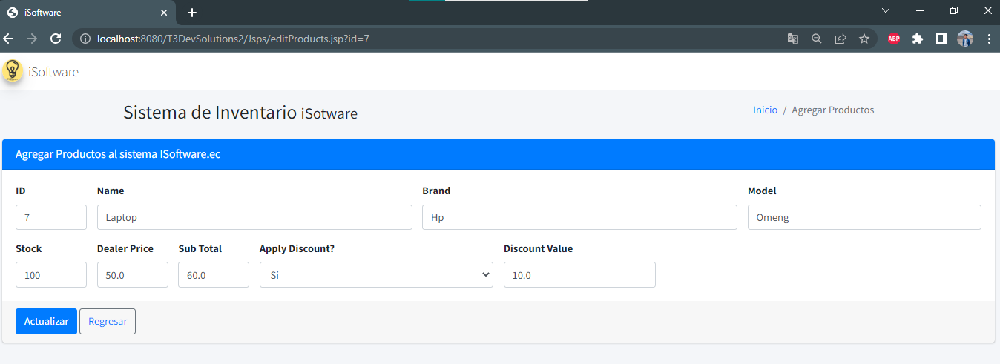 iSoftware
localhost:8080/T3DevSolutions2/Jsps/editProducts.jsp?id=7
ABP
iSoftware
Sistema de Inventario iSotware
Inicio / Agregar Productos
Agregar Productos al sistema ISoftware.ec
ID Name Brand Model
7 Laptop Hp Omeng
Stock Dealer Price Sub Total Apply Discount? Discount Value
100 50.0 60.0 Si 10.0
Actualizar Regresar